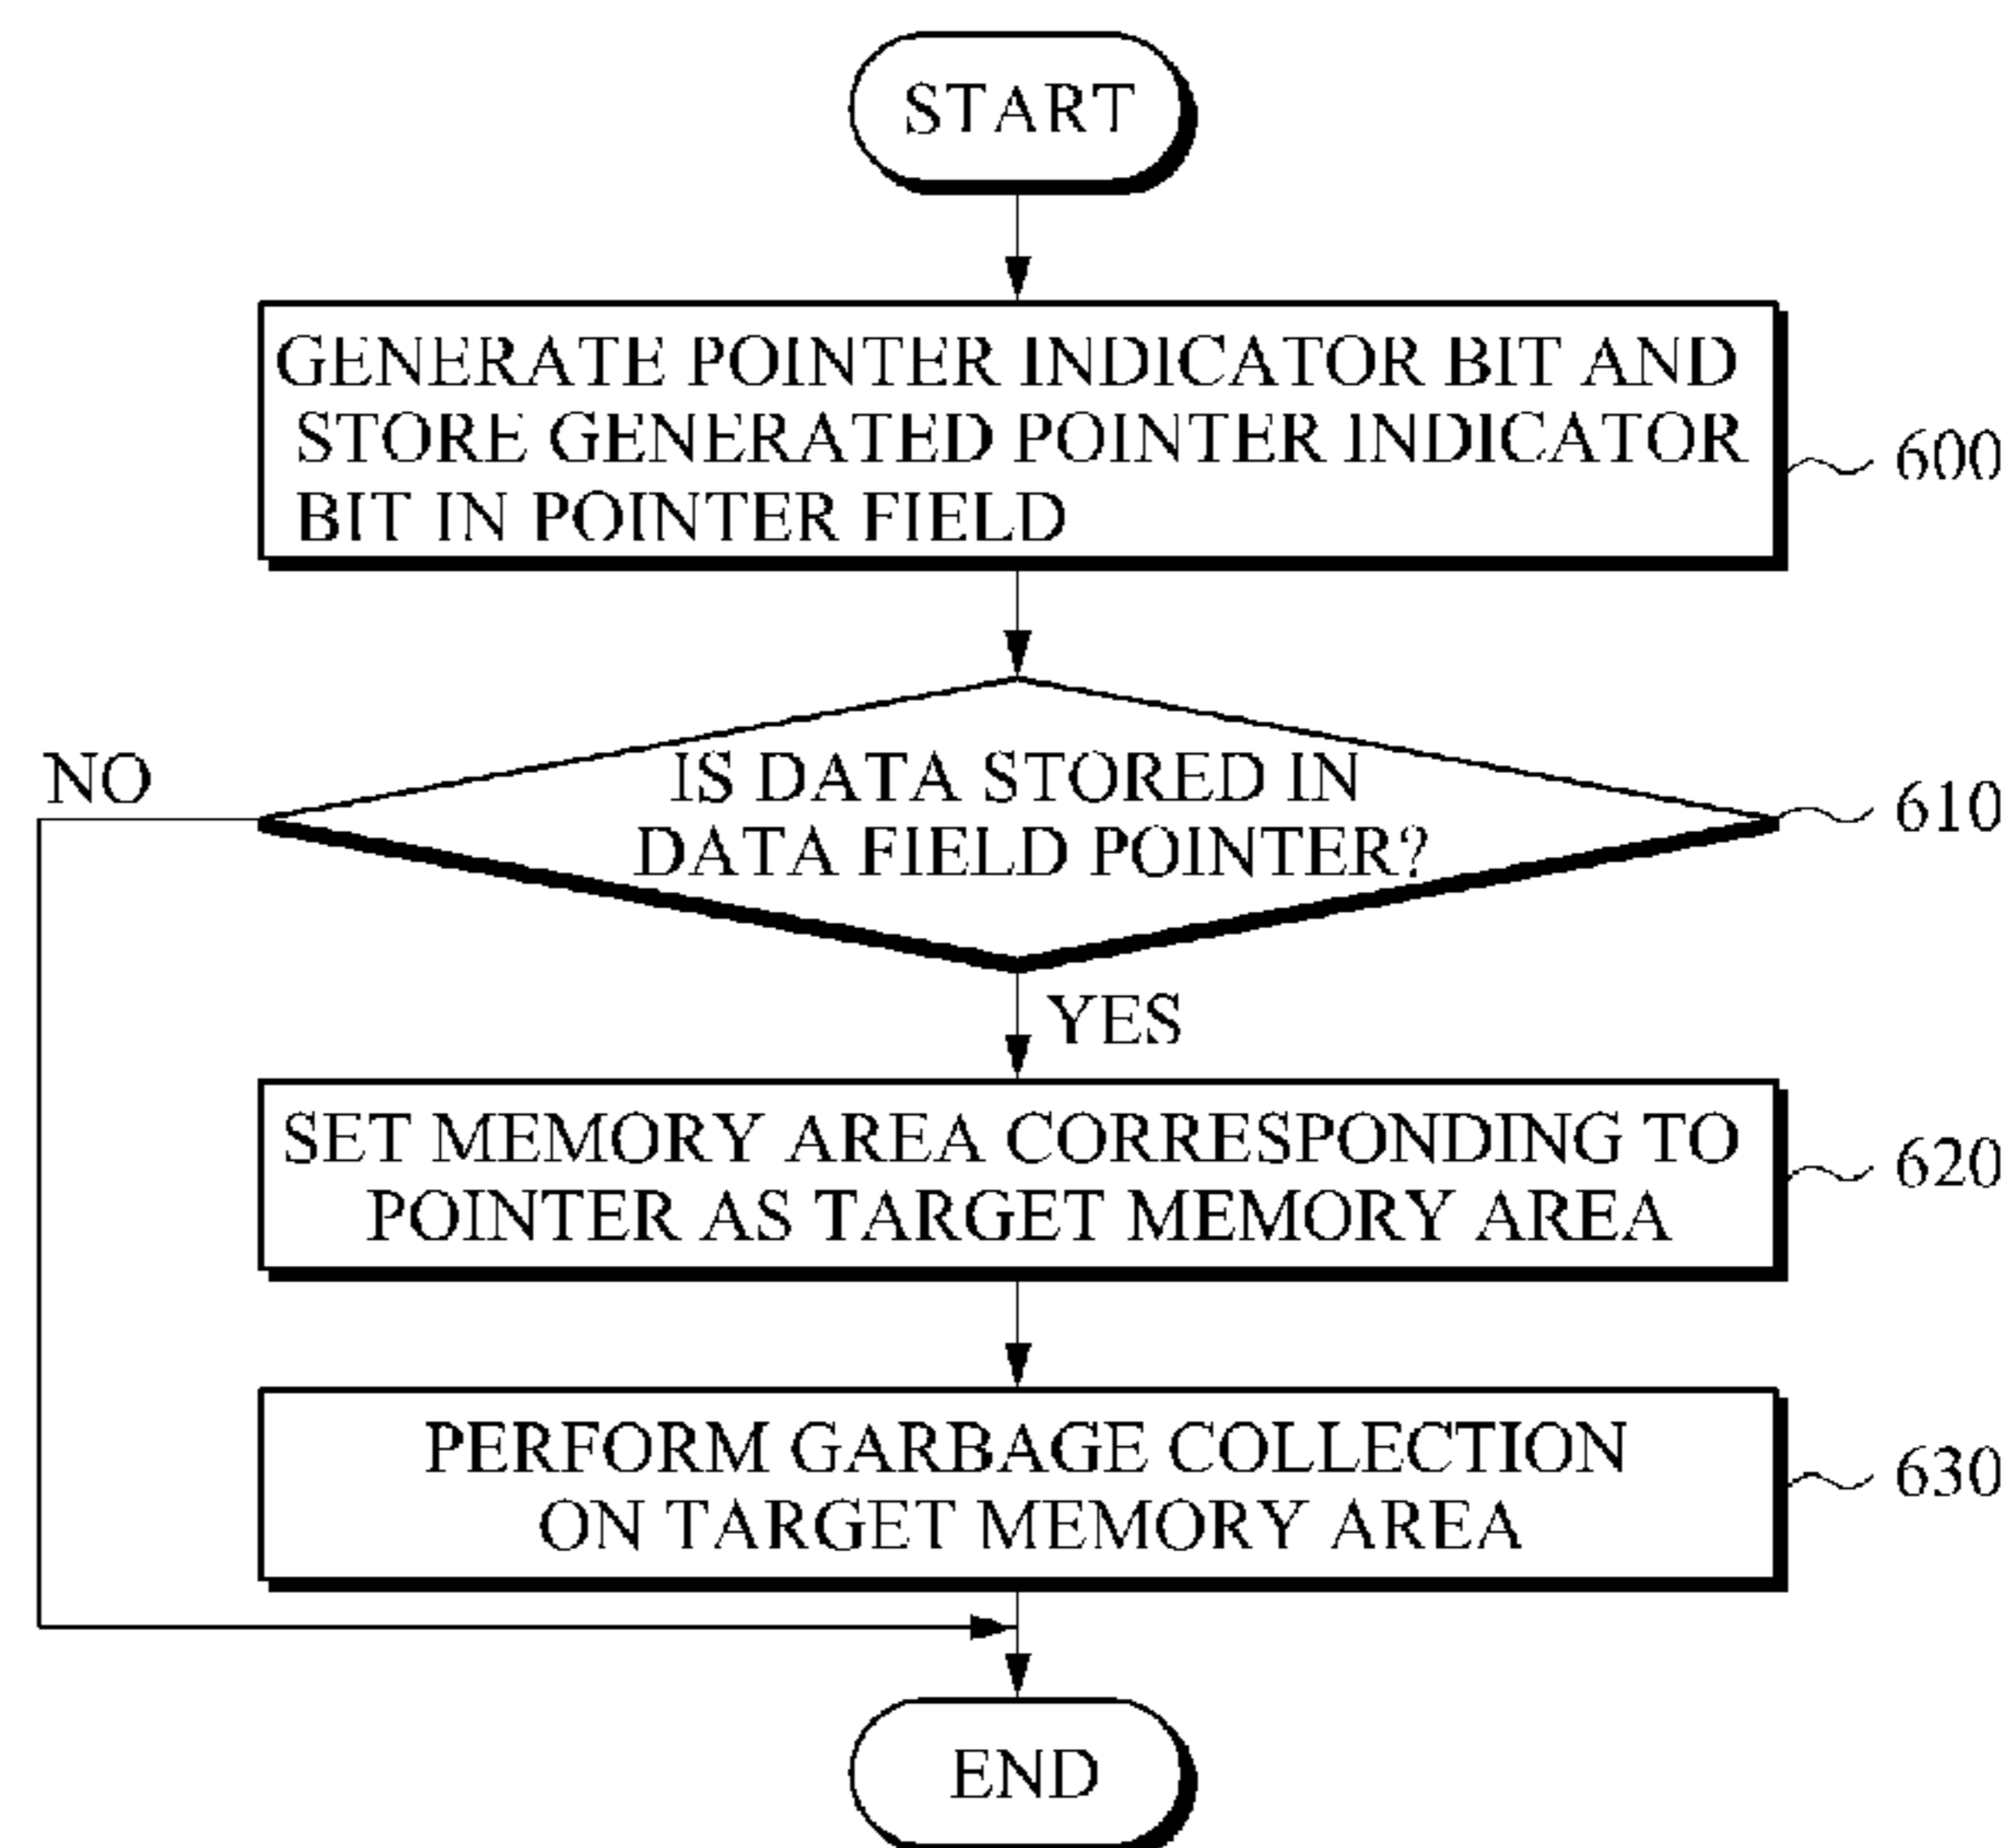 START
GENERATE POINTER INDICATOR BIT AND
STORE GENERATED POINTER INDICATOR
BIT IN POINTER FIELD
600
NO
IS DATA STORED IN
DATA FIELD POINTER?
610
YES
SET MEMORY AREA CORRESPONDING TO
POINTER AS TARGET MEMORY AREA
620
PERFORM GARBAGE COLLECTION
ON TARGET MEMORY AREA
630
END